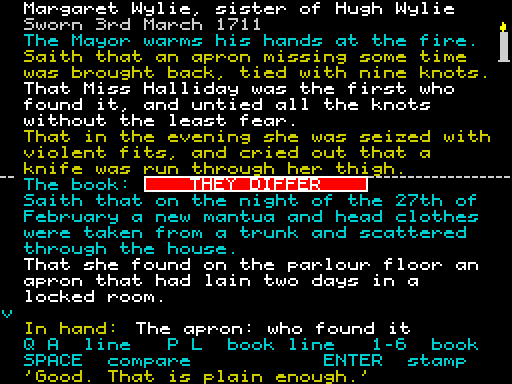 Margaret Wylie, sister of Hugh Wylie
Sworn 3rd March 1711
The Mayor warms his hands at the fire.
Saith that an apron missing some time
was brought back, tied with nine knots.
That Miss Halliday was the first who
found it, and untied all the knots
without the least fear.
That in the evening she was seized with
violent fits, and cried out that a
knife was run through her thigh.
The book: THEY DIFFER
Saith that on the night of the 27th of
February a new mantua and head clothes
were taken from a trunk and scattered
through the house.
That she found on the parlour floor an
apron that had lain two days in a
locked room.
v
In hand: The apron: who found it
Q A line P L book line 1-6 book
SPACE compare ENTER stamp
'Good. That is plain enough.'